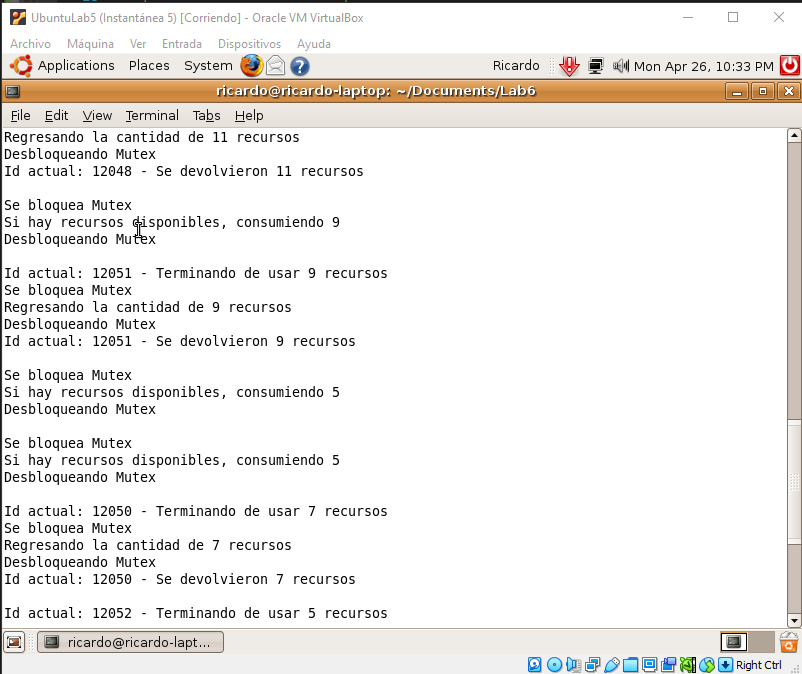 UbuntuLab5 (Instantánea 5) [Corriendo] - Oracle VM VirtualBox
Archivo Máquina Ver Entrada Dispositivos Ayuda
Applications Places System Ricardo Mon Apr 26, 10:33 PM
ricardo@ricardo-laptop: ~/Documents/Lab6
File Edit View Terminal Tabs Help
Regresando la cantidad de 11 recursos
Desbloqueando Mutex
Id actual: 12048 - Se devolvieron 11 recursos
Se bloquea Mutex
Si hay recursos disponibles, consumiendo 9
Desbloqueando Mutex
Id actual: 12051 - Terminando de usar 9 recursos
Se bloquea Mutex
Regresando la cantidad de 9 recursos
Desbloqueando Mutex
Id actual: 12051 - Se devolvieron 9 recursos
Se bloquea Mutex
Si hay recursos disponibles, consumiendo 5
Desbloqueando Mutex
Se bloquea Mutex
Si hay recursos disponibles, consumiendo 5
Desbloqueando Mutex
Id actual: 12050 - Terminando de usar 7 recursos
Se bloquea Mutex
Regresando la cantidad de 7 recursos
Desbloqueando Mutex
Id actual: 12050 - Se devolvieron 7 recursos
Id actual: 12052 - Terminando de usar 5 recursos
ricardo@ricardo-lapt...
Right Ctrl